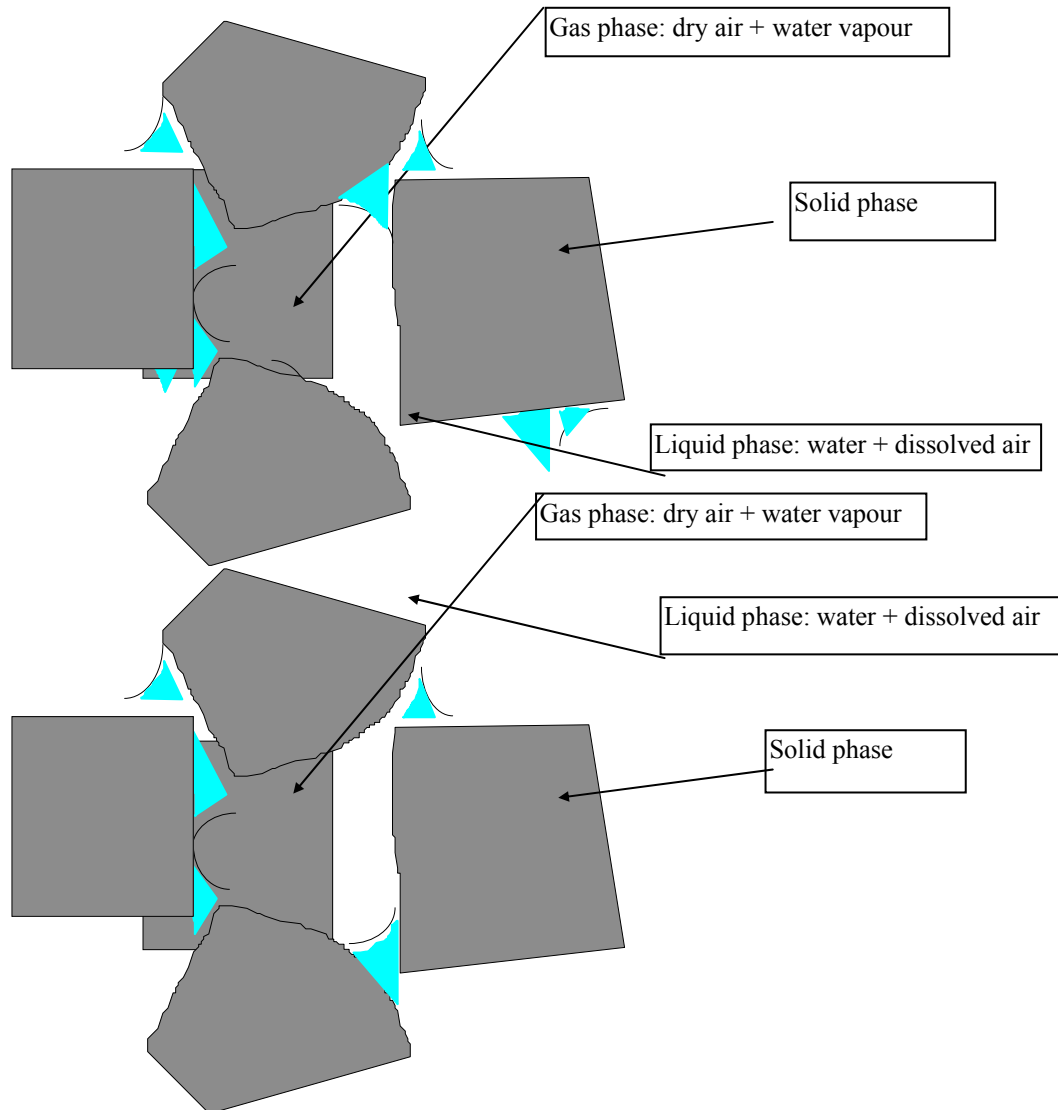 Gas phase: dry air + water vapour
Solid phase
Liquid phase: water + dissolved air
Gas phase: dry air + water vapour
Liquid phase: water + dissolved air
Solid phase